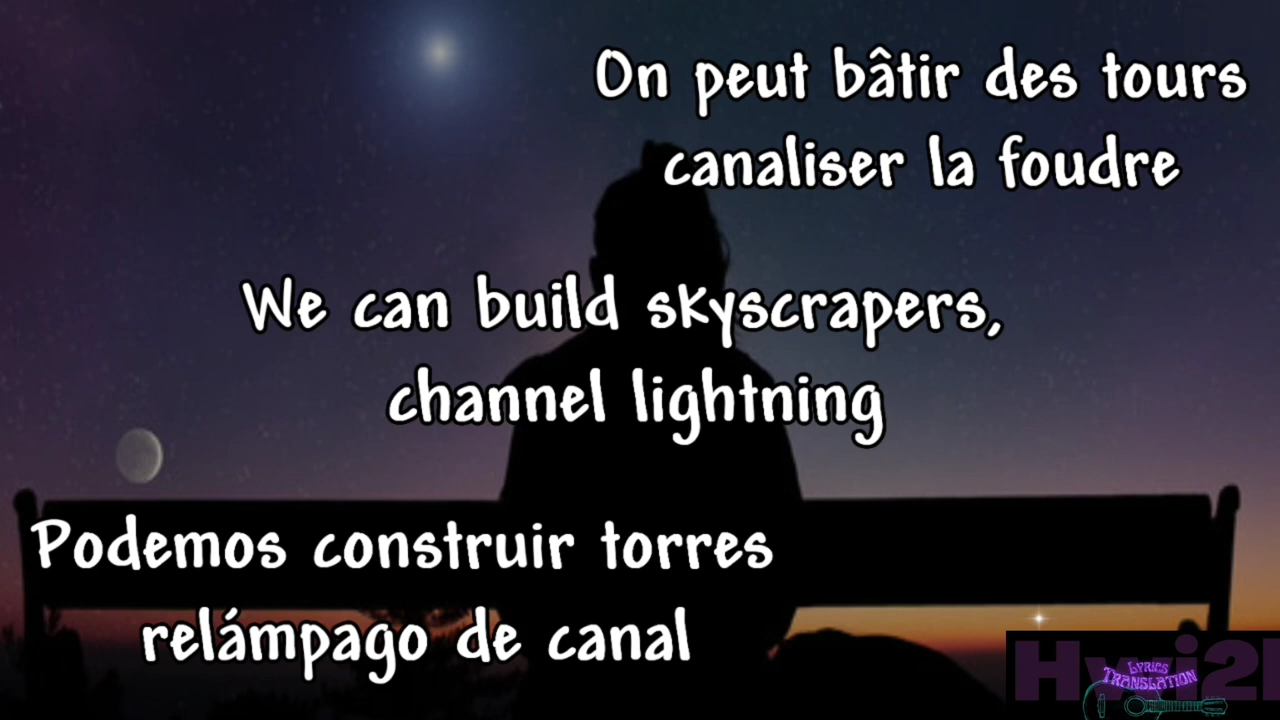 On peut bâtir des tours
canaliser la foudre
We can build skyscrapers,
channel lightning
Podemos construir torres
relámpago de canal
LYRICS
TRANSLATION